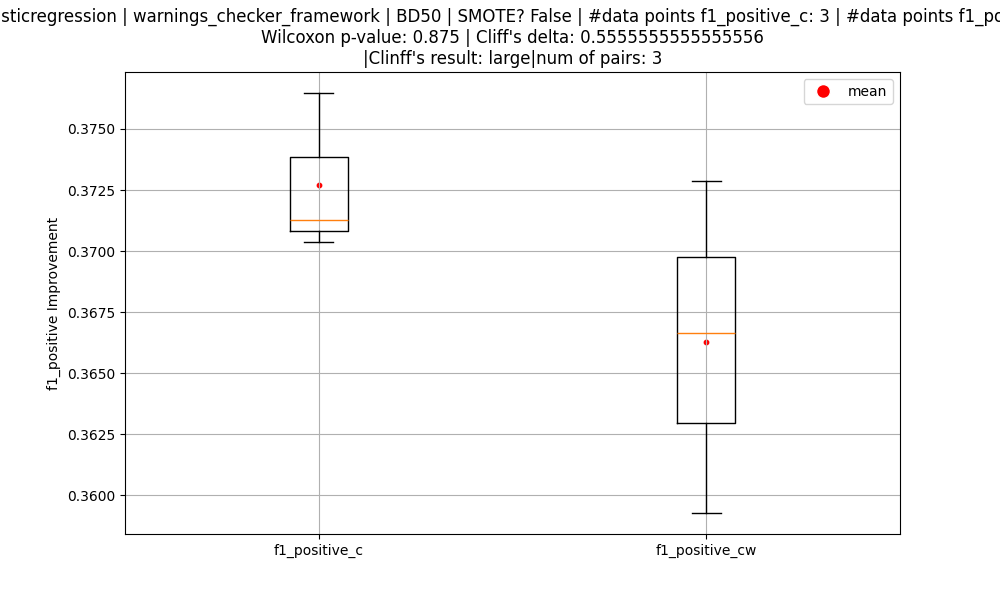 sticregression | warnings_checker_framework | BD50 | SMOTE? False | #data points f1_positive_c: 3 | #data points f1_po
Wilcoxon p-value: 0.875 | Cliff's delta: 0.5555555555555556
|Clinff's result: large|num of pairs: 3
mean
0.3750
0.3725
0.3700
0.3675
0.3650
0.3625
0.3600
f1_positive Improvement
f1_positive_c
f1_positive_cw